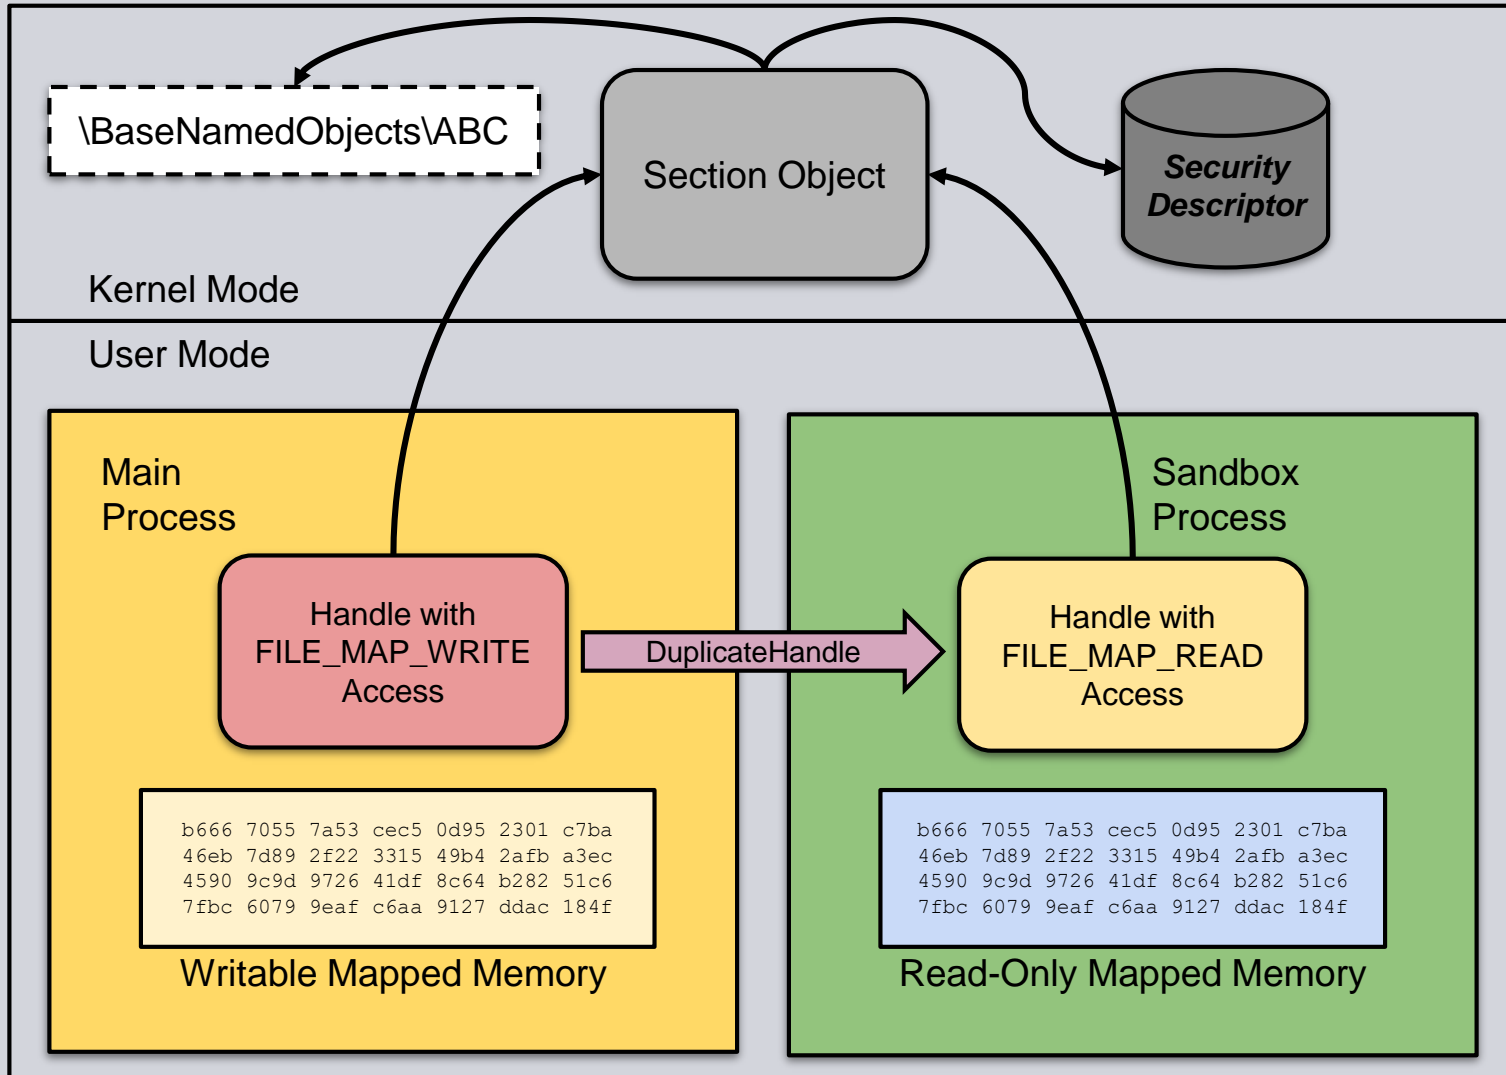 \BaseNamedObjects\ABC
Section Object
Security
Descriptor
Kernel Mode
User Mode
Main
Process
Sandbox
Process
Handle with
FILE_MAP_WRITE
Access
DuplicateHandle
Handle with
FILE_MAP_READ
Access
b666 7055 7a53 cec5 0d95 2301 c7ba
46eb 7d89 2f22 3315 49b4 2afb a3ec
4590 9c9d 9726 41df 8c64 b282 51c6
7fbc 6079 9eaf c6aa 9127 ddac 184f
Writable Mapped Memory
b666 7055 7a53 cec5 0d95 2301 c7ba
46eb 7d89 2f22 3315 49b4 2afb a3ec
4590 9c9d 9726 41df 8c64 b282 51c6
7fbc 6079 9eaf c6aa 9127 ddac 184f
Read-Only Mapped Memory